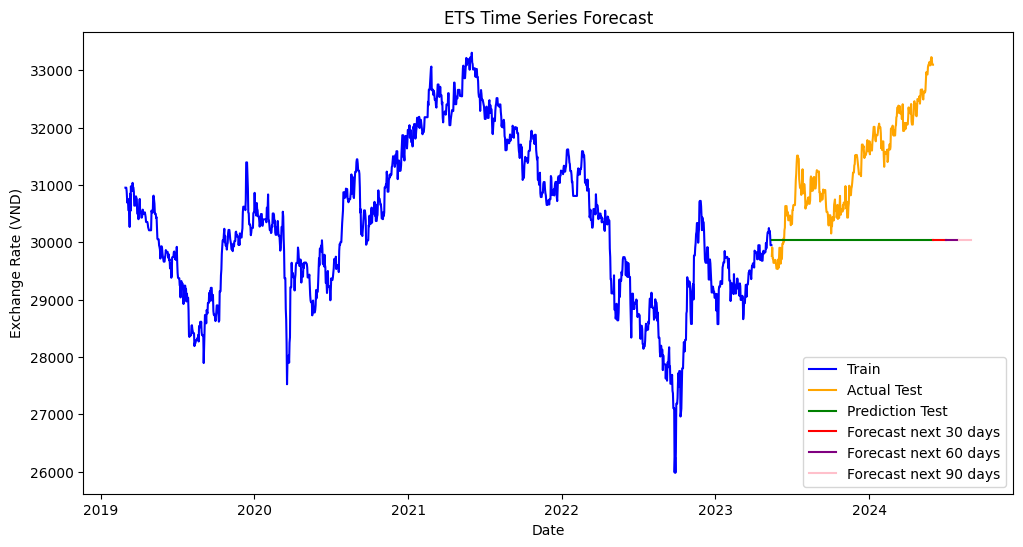 ETS Time Series Forecast
Exchange Rate (VND)
33000
32000
31000
30000
29000
28000
27000
26000
2019 2020 2021 2022 2023 2024
Date
Train
Actual Test
Prediction Test
Forecast next 30 days
Forecast next 60 days
Forecast next 90 days